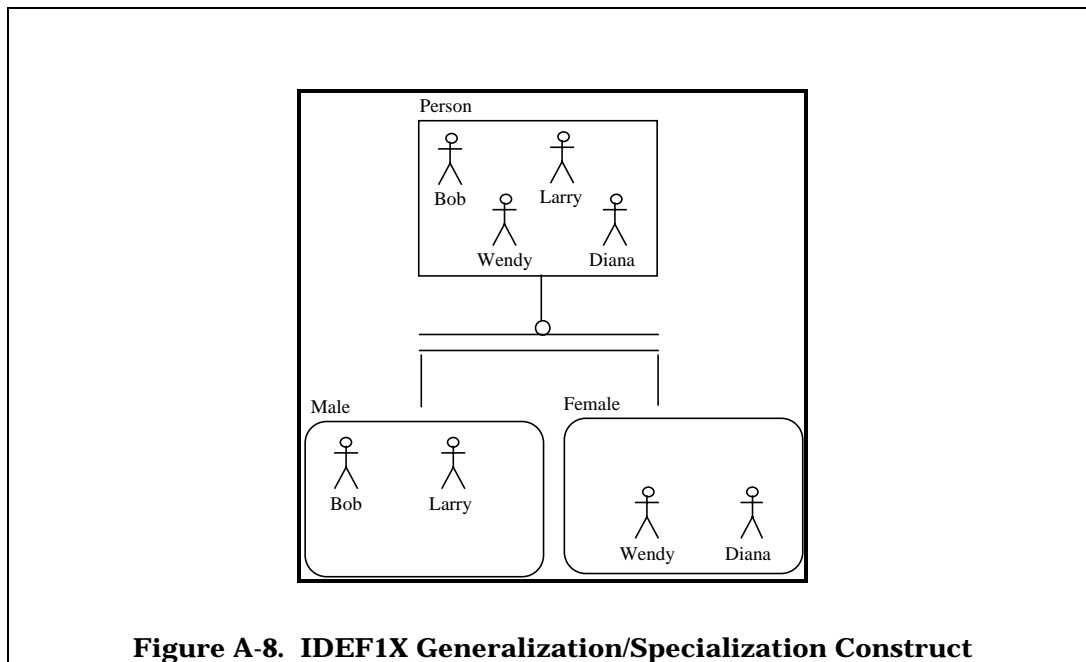 Person
Bob
Larry
Wendy
Diana
Male
Female
Bob
Larry
Wendy
Diana
Figure A-8. IDEF1X Generalization/Specialization Construct